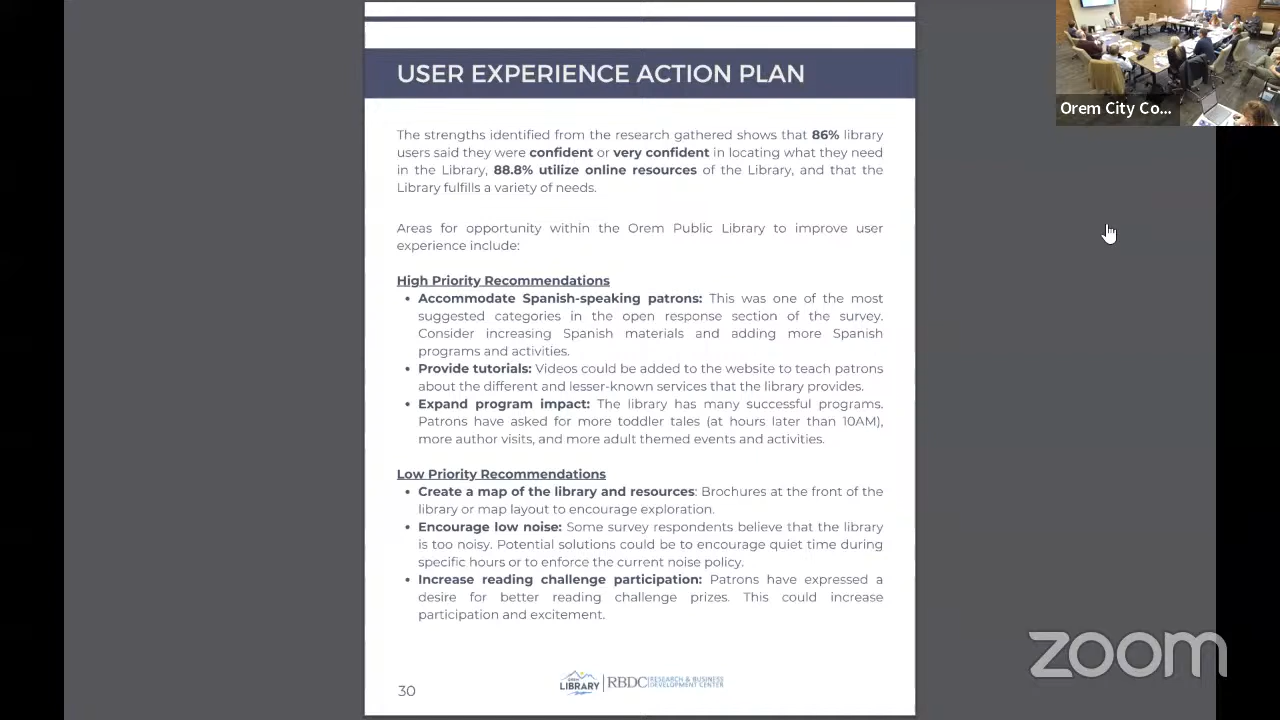 USER EXPERIENCE ACTION PLAN
Orem City Co...
The strengths identified from the research gathered shows that 86% library
users said they were confident or very confident in locating what they need
in the Library, 88.8% utilize online resources of the Library, and that the
Library fulfills a variety of needs.
Areas for opportunity within the Orem Public Library to improve user
experience include:
High Priority Recommendations
• Accommodate Spanish-speaking patrons: This was one of the most
suggested categories in the open response section of the survey.
Consider increasing Spanish materials and adding more Spanish
programs and activities.
• Provide tutorials: Videos could be added to the website to teach patrons
about the different and lesser-known services that the library provides.
• Expand program impact: The library has many successful programs.
Patrons have asked for more toddler tales (at hours later than 10AM),
more author visits, and more adult themed events and activities.
Low Priority Recommendations
• Create a map of the library and resources: Brochures at the front of the
library or map layout to encourage exploration.
• Encourage low noise: Some survey respondents believe that the library
is too noisy. Potential solutions could be to encourage quiet time during
specific hours or to enforce the current noise policy.
• Increase reading challenge participation: Patrons have expressed a
desire for better reading challenge prizes. This could increase
participation and excitement.
30
LIBRARY
RBDC RESEARCH & BUSINESS
DEVELOPMENT CENTER
zoom